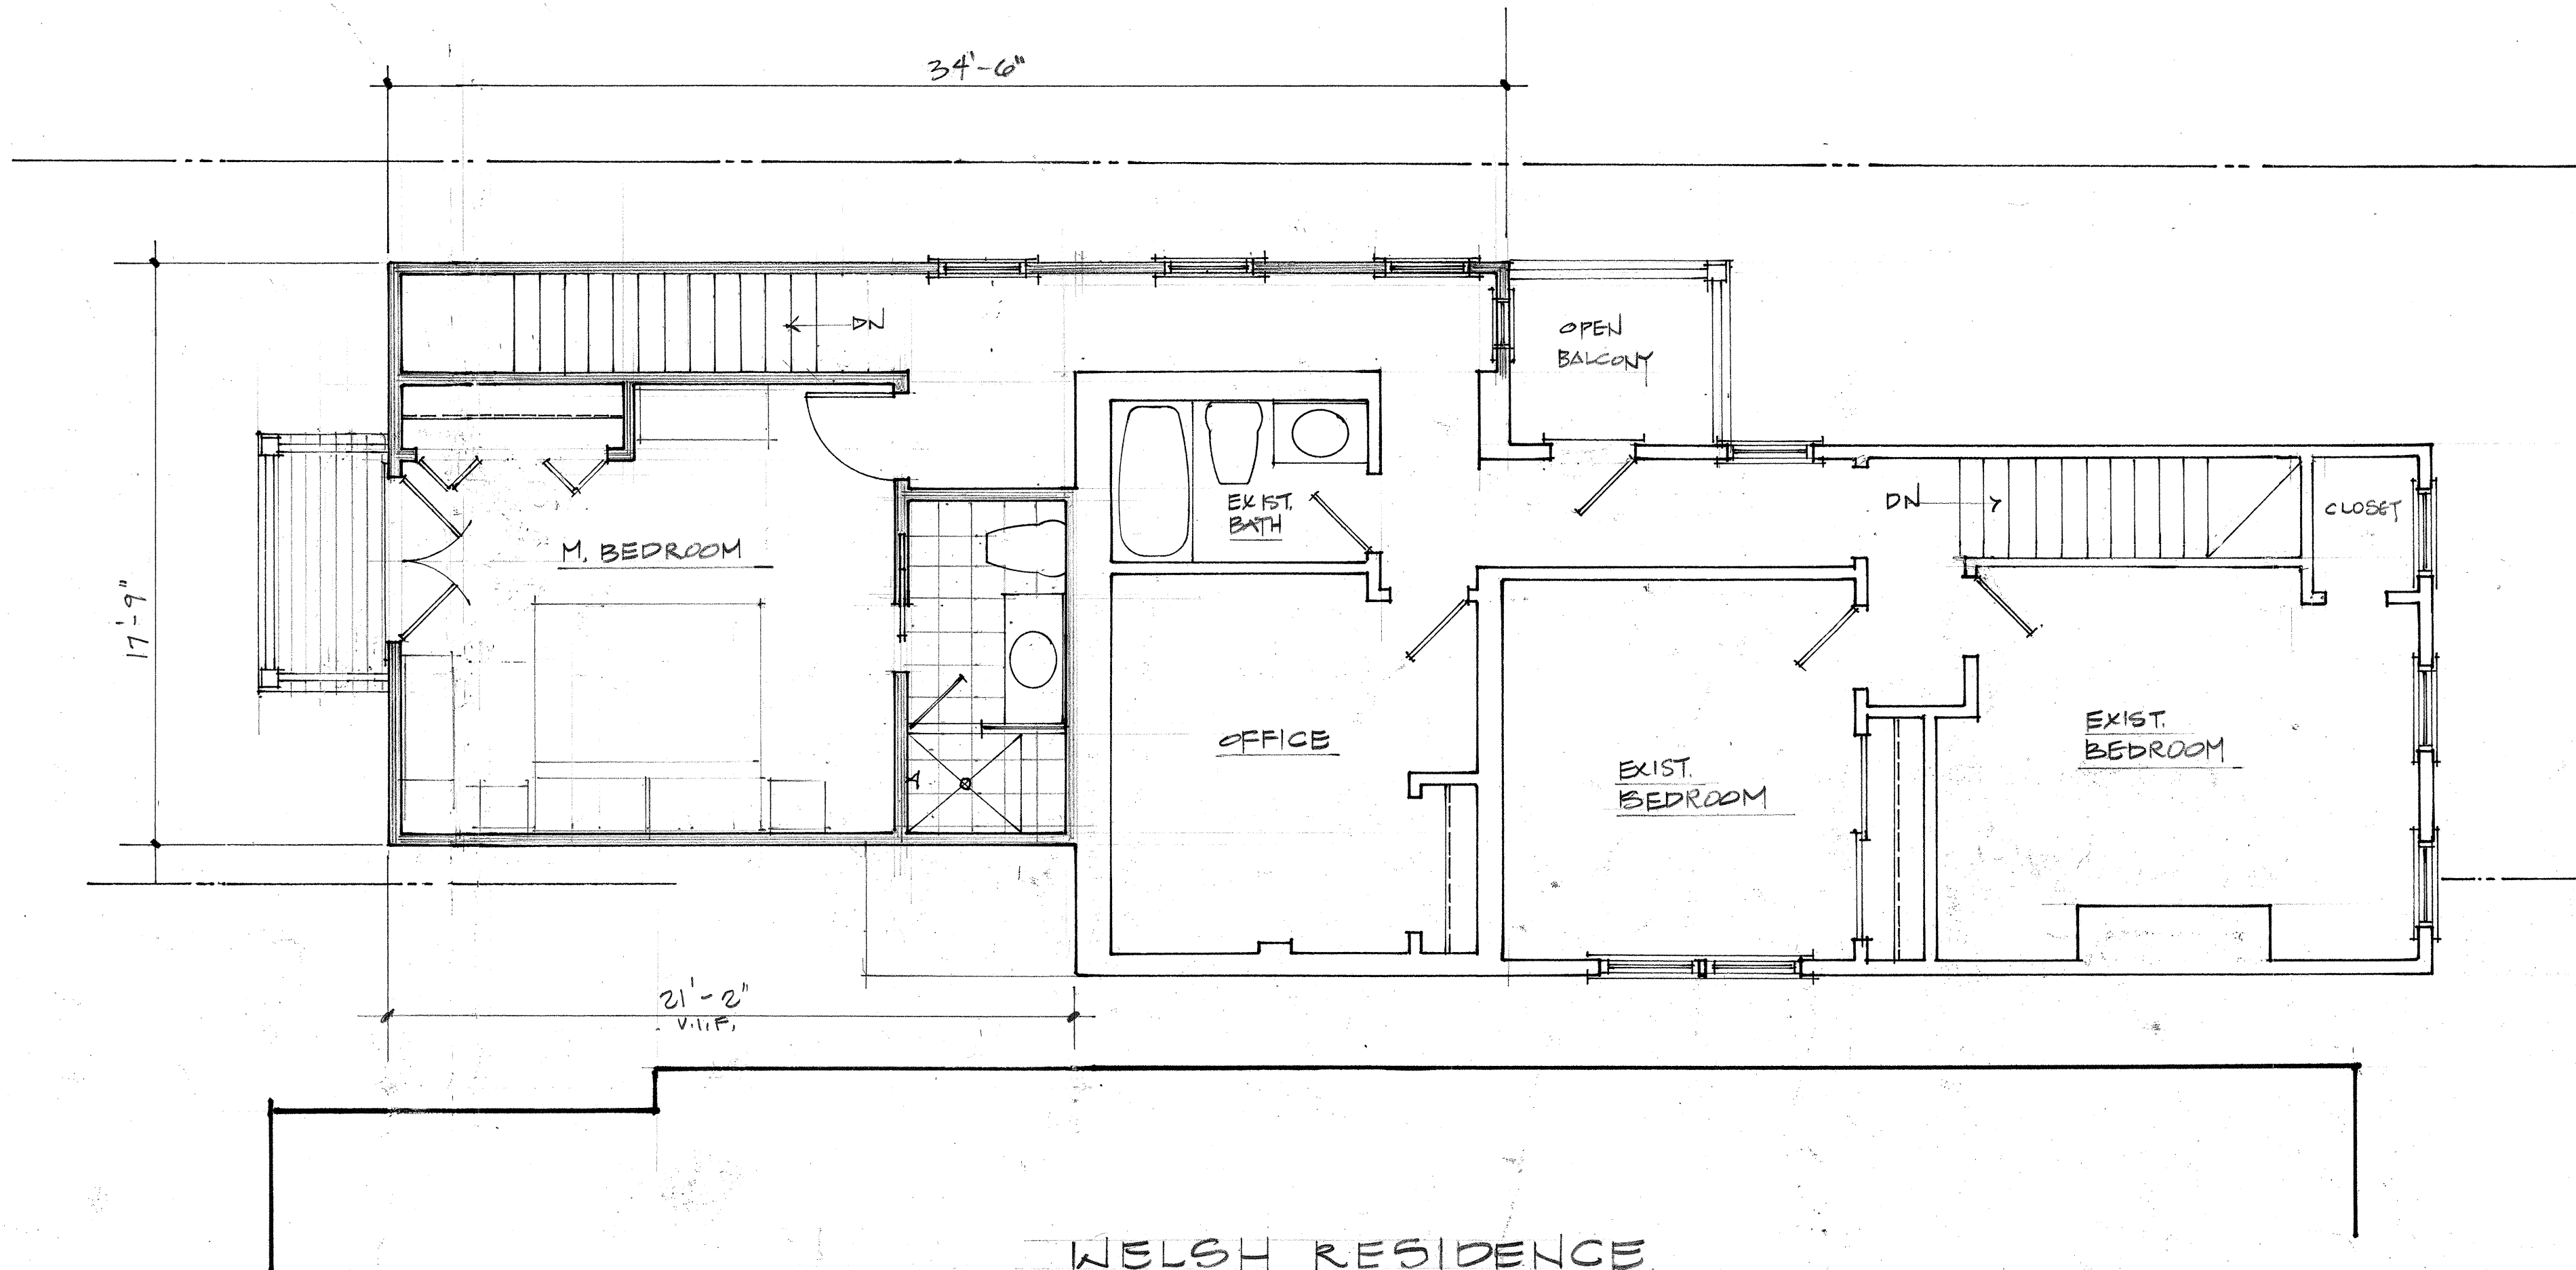 34'-6"
DN
OPEN
BALCONY
EXIST.
BATH
DN
CLOSET
M. BEDROOM
17'-9"
OFFICE
EXIST.
BEDROOM
EXIST.
BEDROOM
21'-2"
V.I.F.
WELSH RESIDENCE